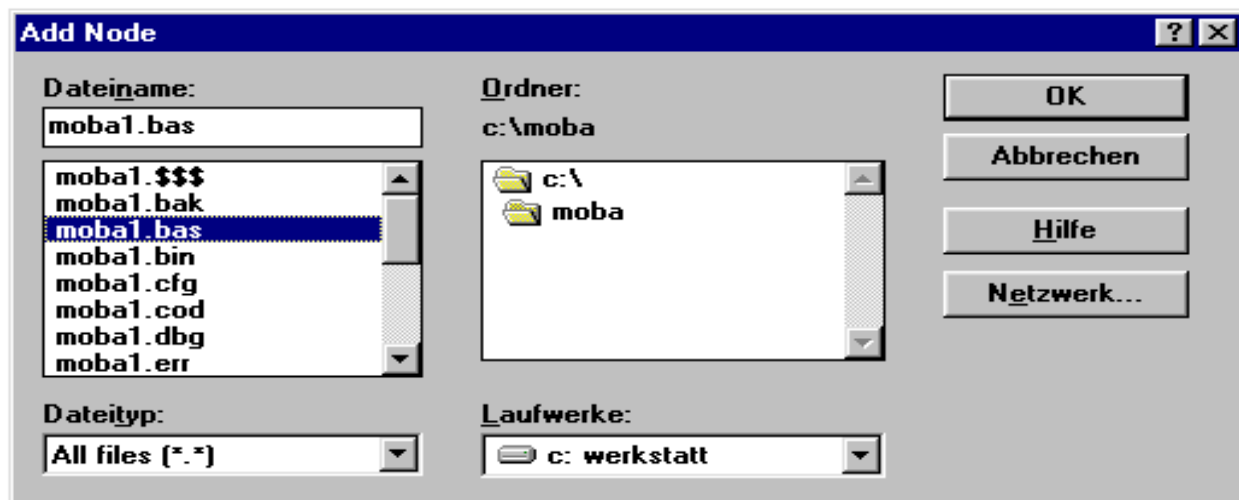 Add Node
Dateiname:
moba1.bas
moba1.$$$
moba1.bak
moba1.bas
moba1.bin
moba1.cfg
moba1.cod
moba1.dbg
moba1.err
Dateityp:
All files (*.*)
Ordner:
c:\moba
c:\
moba
Laufwerke:
c: werkstatt
OK
Abbrechen
Hilfe
Netzwerk...